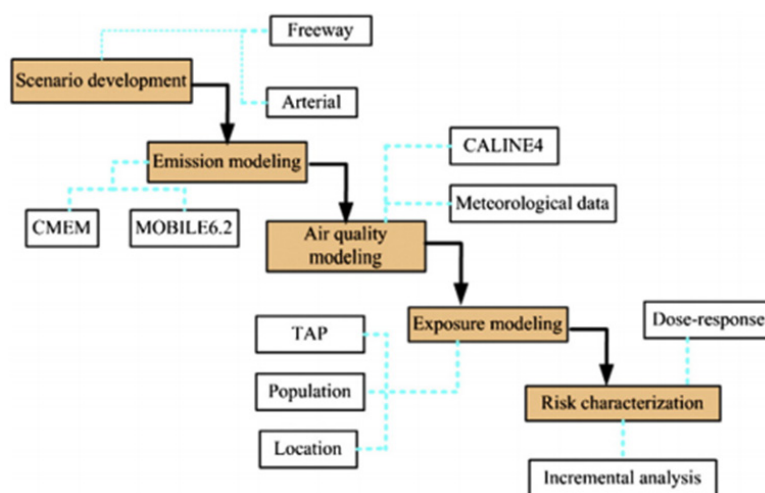 Freeway
Scenario development
Arterial
Emission modeling
CALINE4
CMEM
MOBILE6.2
Meteorological data
Air quality
modeling
TAP
Exposure modeling
Dose-response
Population
Risk characterization
Location
Incremental analysis